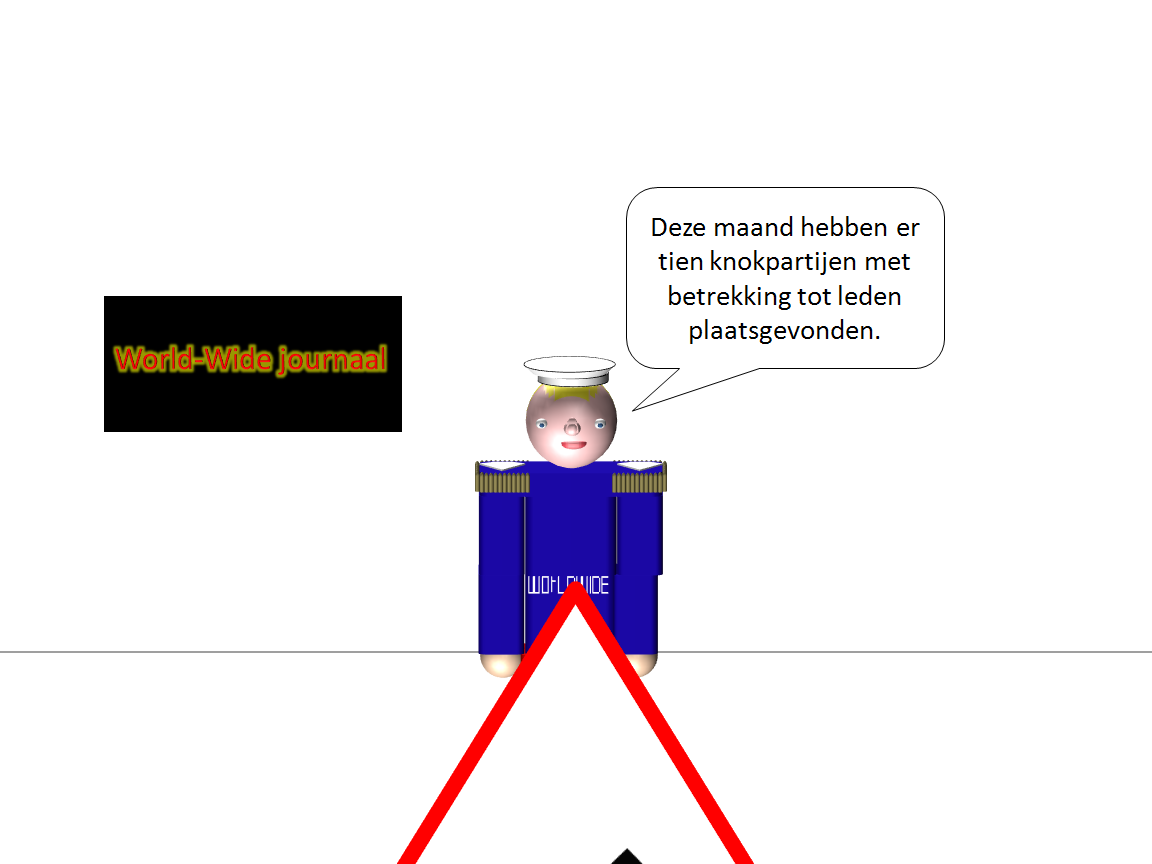 Deze maand hebben er
tien knokpartijen met
betrekking tot leden
plaatsgevonden.
World-Wide journaal